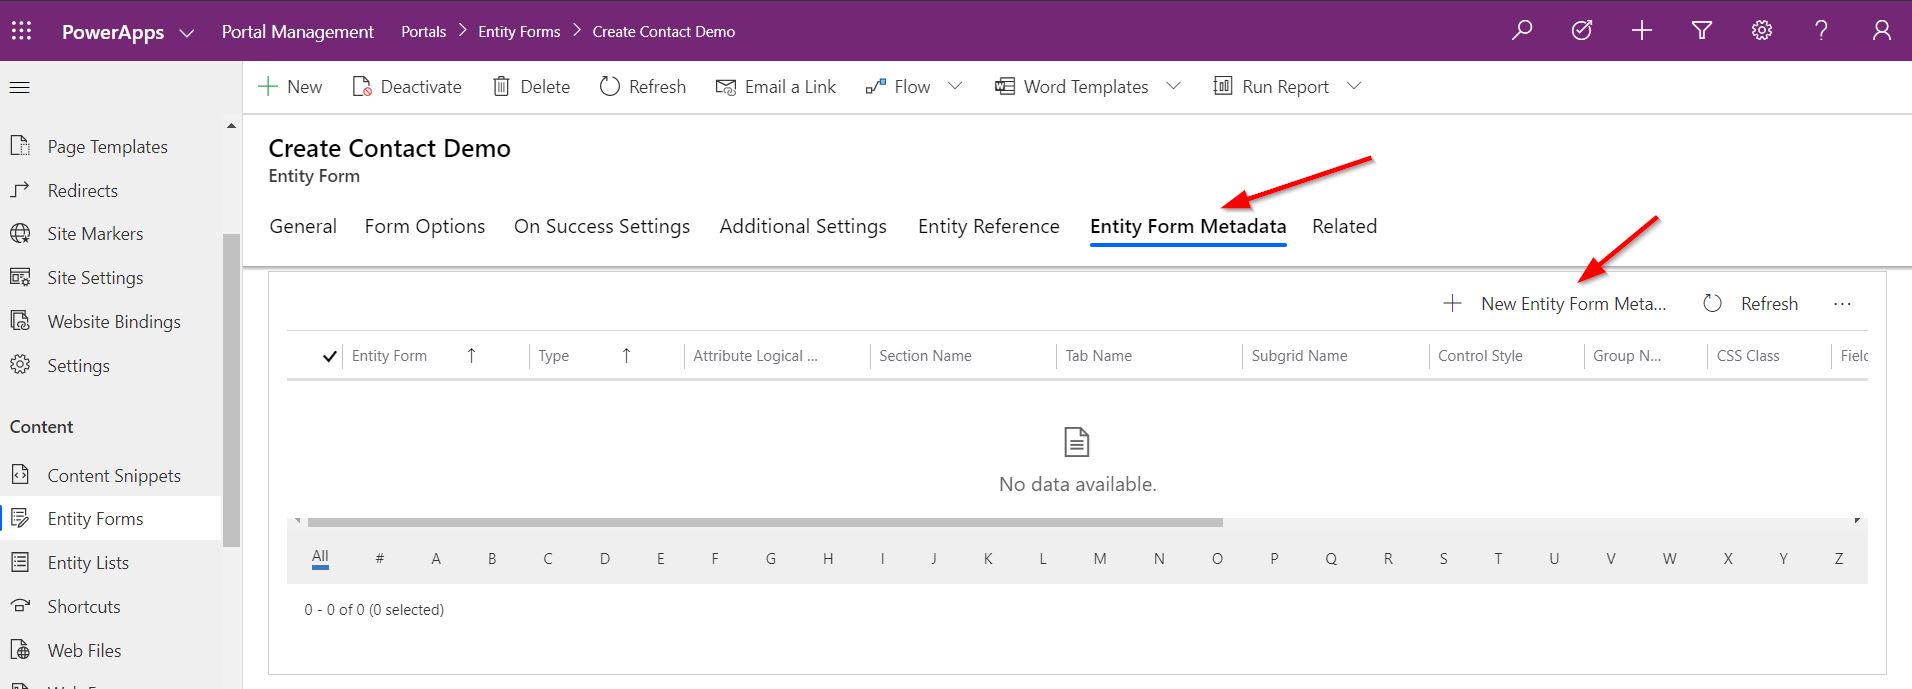 PowerApps Portal Management Portals > Entity Forms > Create Contact Demo
New Deactivate Delete Refresh Email a Link Flow Word Templates Run Report
Page Templates
Redirects
Site Markers
Site Settings
Website Bindings
Settings
Content
Content Snippets
Entity Forms
Entity Lists
Shortcuts
Web Files
Create Contact Demo
Entity Form
General Form Options On Success Settings Additional Settings Entity Reference Entity Form Metadata Related
New Entity Form Meta... Refresh ...
Entity Form Type Attribute Logical ... Section Name Tab Name Subgrid Name Control Style Group N... CSS Class
No data available.
All # A B C D E F G H I J K L M N O P Q R S T U V W X Y Z
0 - 0 of 0 (0 selected)